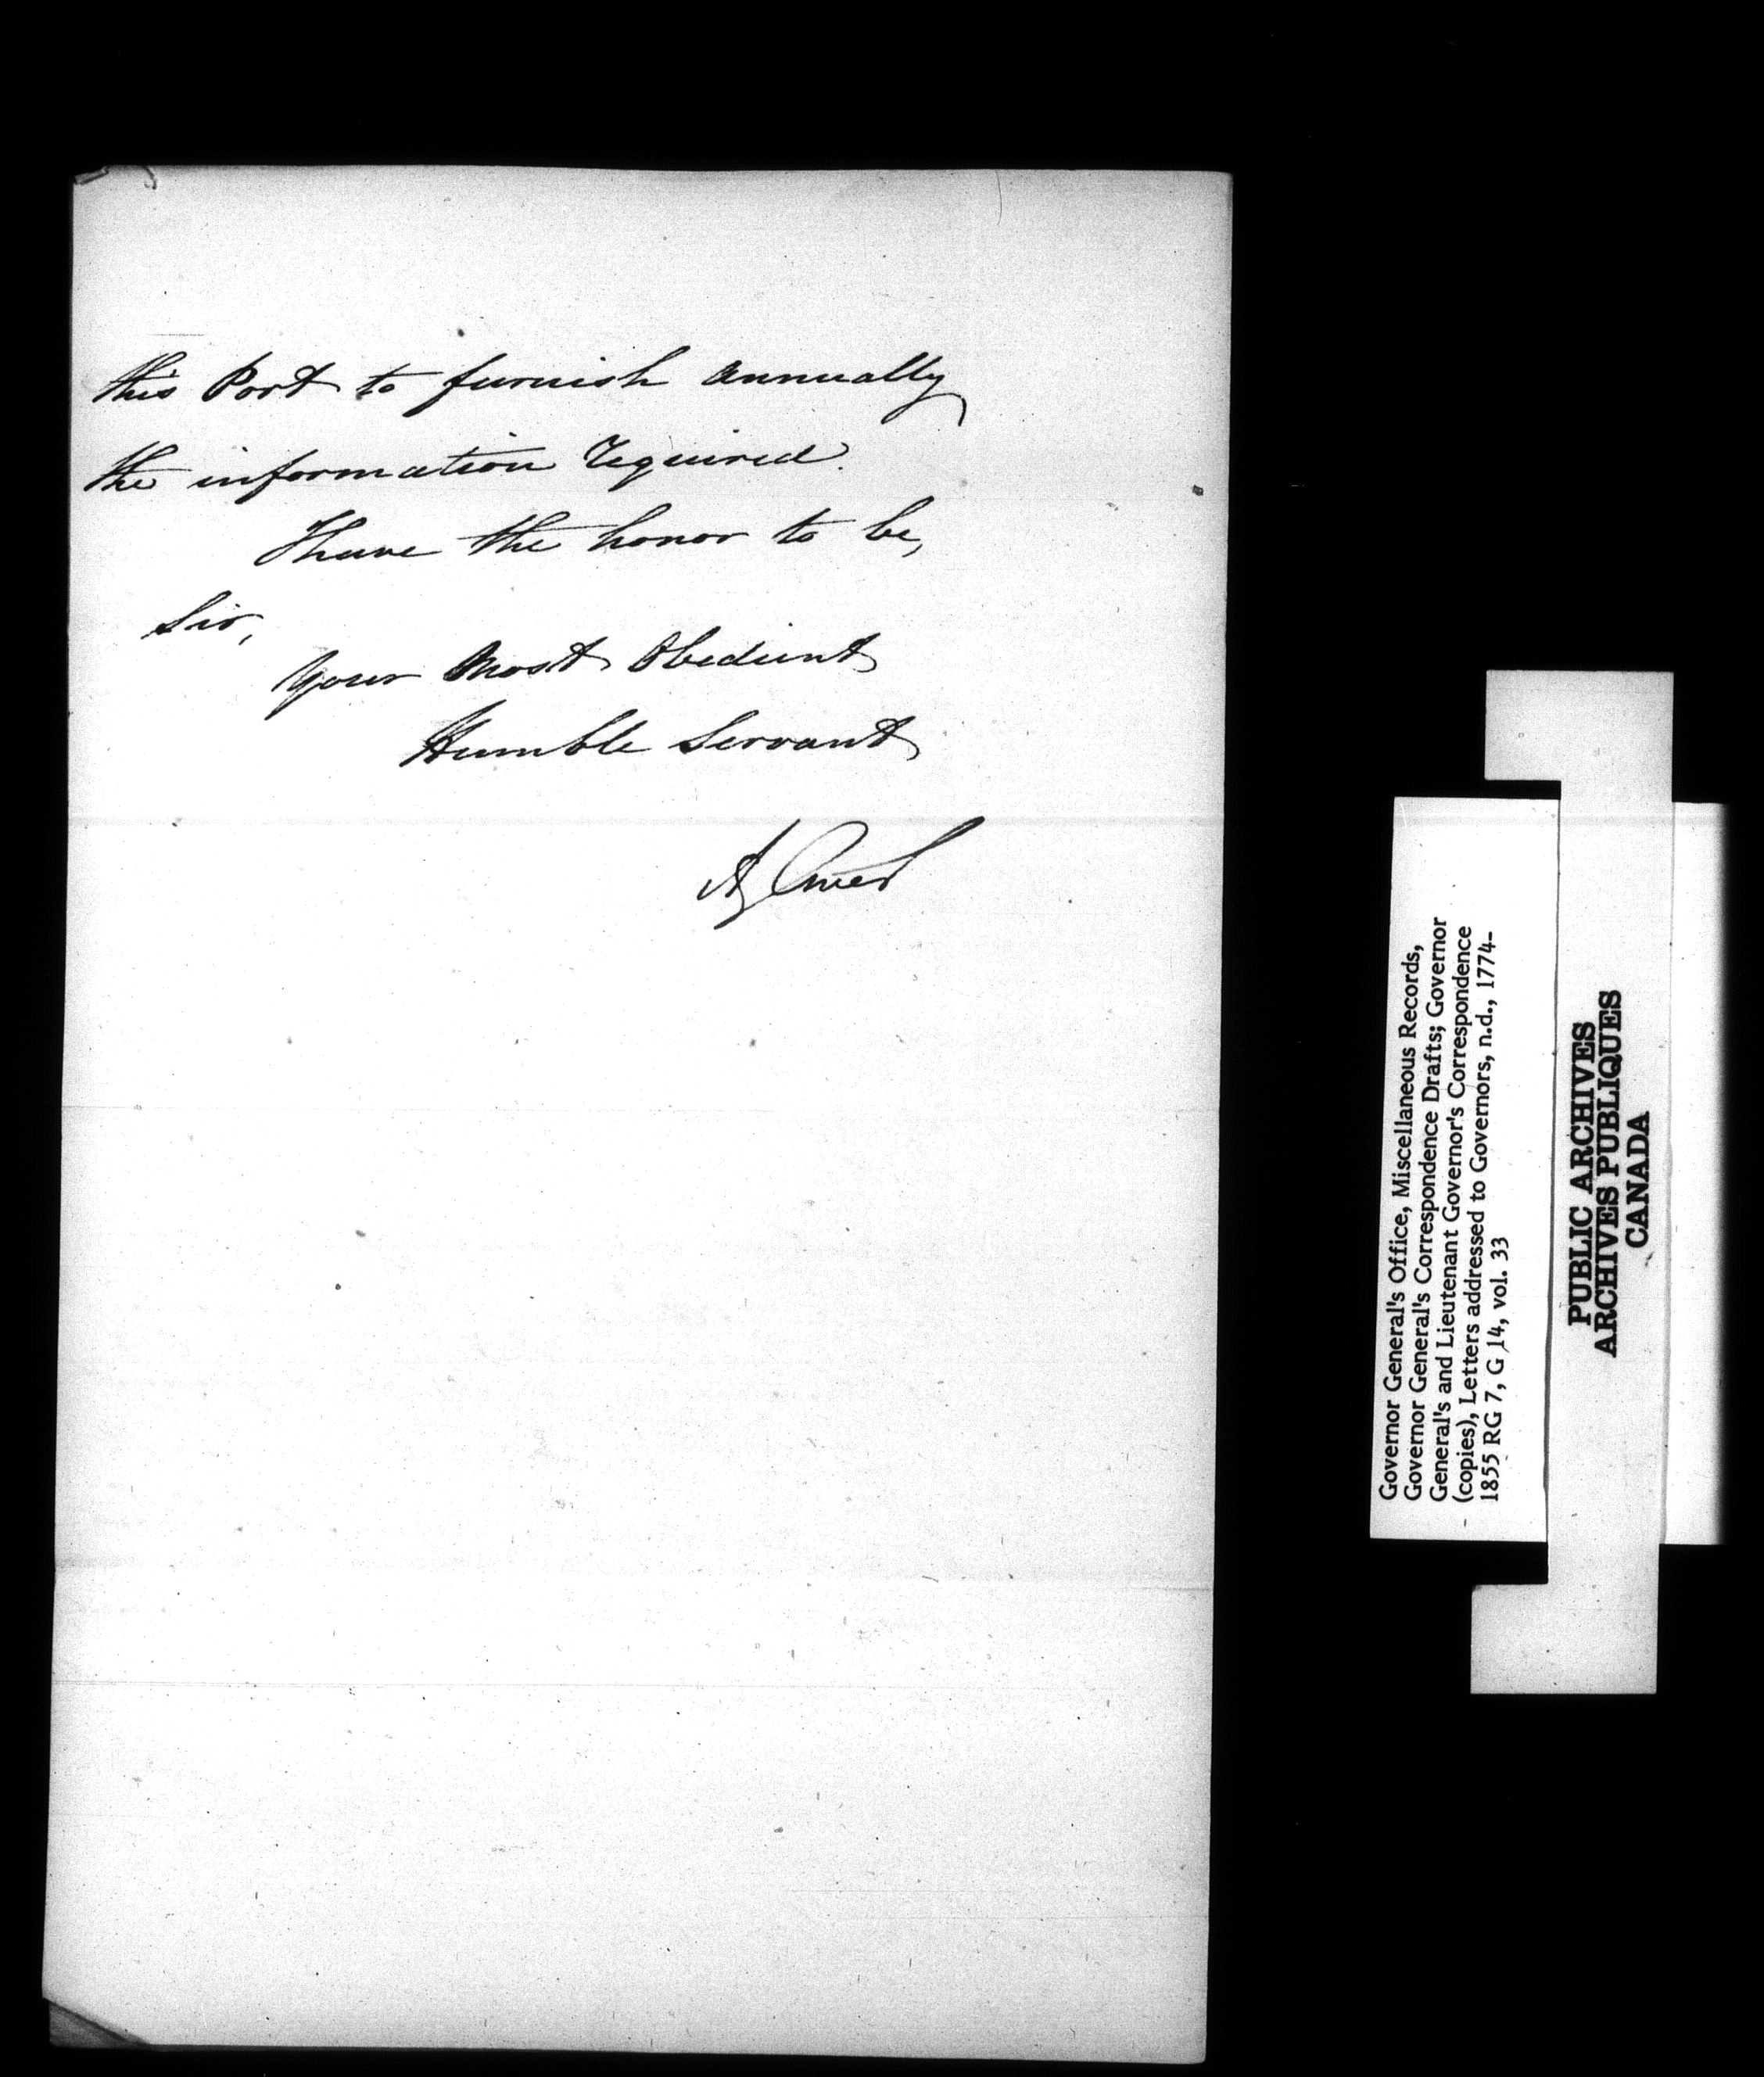 this Port to furnish annually
the information required.
I have the honor to be,
Sir,
Your Most Obedient
Humble Servant
Governor General's Office, Miscellaneous Records,
Governor General's Correspondence Drafts; Governor
General's and Lieutenant Governor's Correspondence
(copies), Letters addressed to Governors, n.d., 1774-
1855 RG 7, G 14, vol. 33
PUBLIC ARCHIVES
ARCHIVES PUBLIQUES
CANADA